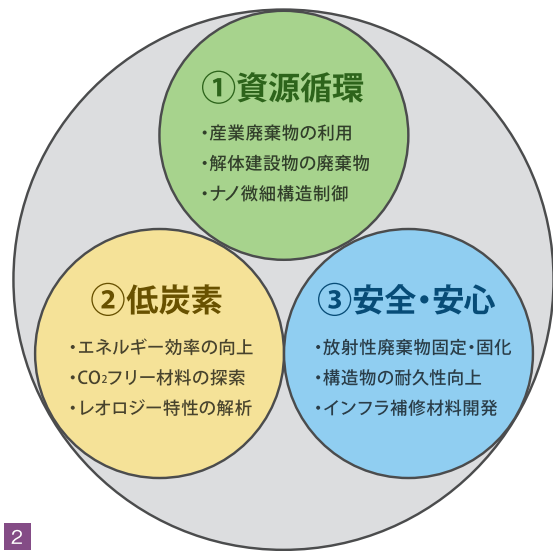 ①資源循環
・産業廃棄物の利用
・解体建設物の廃棄物
・ナノ微細構造制御
②低炭素
・エネルギー効率の向上
・CO₂フリー材料の探索
・レオロジー特性の解析
③安全・安心
・放射性廃棄物固定・固化
・構造物の耐久性向上
・インフラ補修材料開発
2